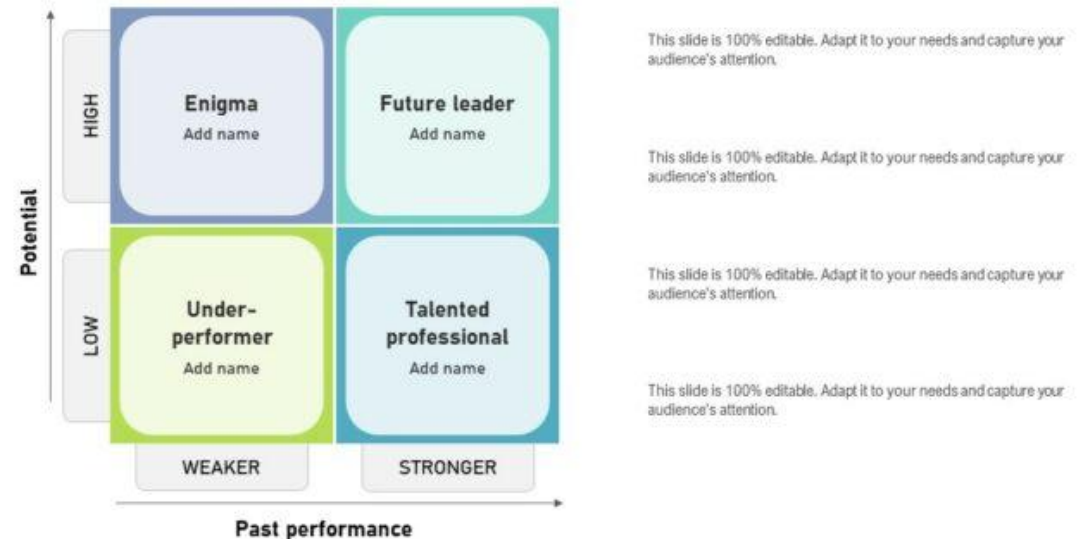 Potential
HIGH
LOW
Enigma
Add name
Future leader
Add name
Under-
performer
Add name
Talented
professional
Add name
WEAKER
STRONGER
Past performance
This slide is 100% editable. Adapt it to your needs and capture your
audience's attention.
This slide is 100% editable. Adapt it to your needs and capture your
audience's attention.
This slide is 100% editable. Adapt it to your needs and capture your
audience's attention.
This slide is 100% editable. Adapt it to your needs and capture your
audience's attention.